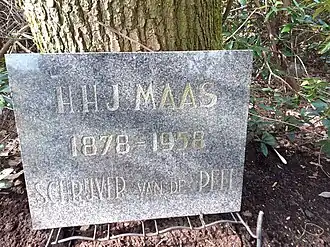 H.H.J. MAAS
1878-1958
SCHRIJVER VAN DE PEEL